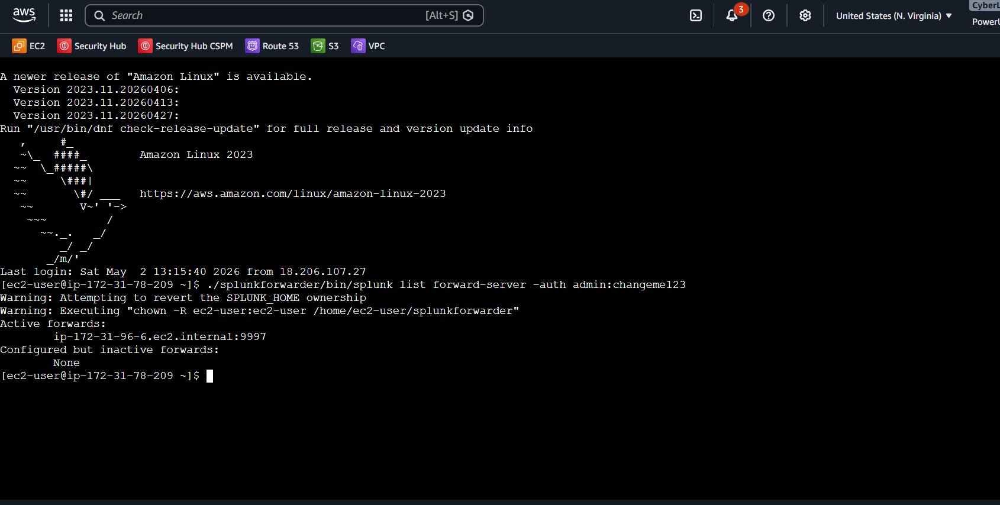 aws
Search [Alt+S]
3
United States (N. Virginia) ▼
CyberL
PowerU
EC2 Security Hub Security Hub CSPM Route 53 S3 VPC
A newer release of "Amazon Linux" is available.
  Version 2023.11.20260406:
  Version 2023.11.20260413:
  Version 2023.11.20260427:
Run "/usr/bin/dnf check-release-update" for full release and version update info
   ,     #_
   ~\_  ####_        Amazon Linux 2023
  ~~  \_#####\
  ~~     \###|
  ~~       \#/ ___   https://aws.amazon.com/linux/amazon-linux-2023
   ~~       V~' '->
    ~~~         /
      ~~._.   _/
         _/ _/
       _/m/'
Last login: Sat May  2 13:15:40 2026 from 18.206.107.27
[ec2-user@ip-172-31-78-209 ~]$ ./splunkforwarder/bin/splunk list forward-server -auth admin:changeme123
Warning: Attempting to revert the SPLUNK_HOME ownership
Warning: Executing "chown -R ec2-user:ec2-user /home/ec2-user/splunkforwarder"
Active forwards:
        ip-172-31-96-6.ec2.internal:9997
Configured but inactive forwards:
        None
[ec2-user@ip-172-31-78-209 ~]$